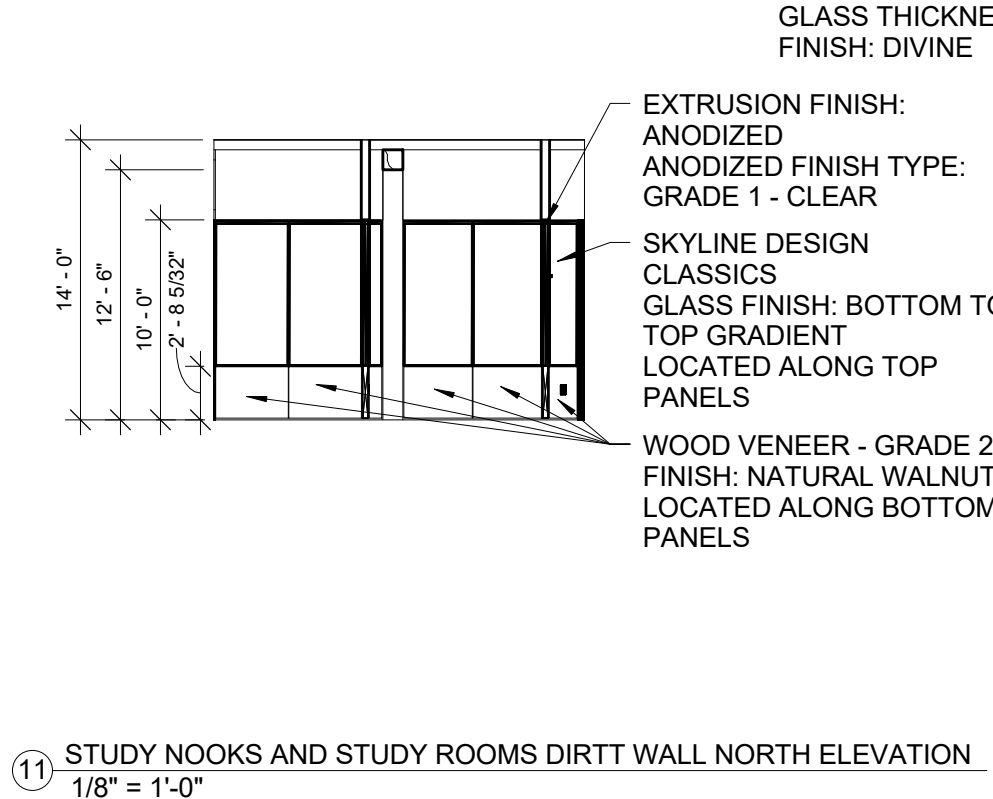 GLASS THICKNE
FINISH: DIVINE
EXTRUSION FINISH:
ANODIZED
ANODIZED FINISH TYPE:
GRADE 1 - CLEAR
SKYLINE DESIGN
CLASSICS
GLASS FINISH: BOTTOM TO
TOP GRADIENT
LOCATED ALONG TOP
PANELS
WOOD VENEER - GRADE 2
FINISH: NATURAL WALNUT
LOCATED ALONG BOTTOM
PANELS
14' - 0"
12' - 6"
10' - 0"
2' - 8 5/32"
11
STUDY NOOKS AND STUDY ROOMS DIRTT WALL NORTH ELEVATION
1/8" = 1'-0"